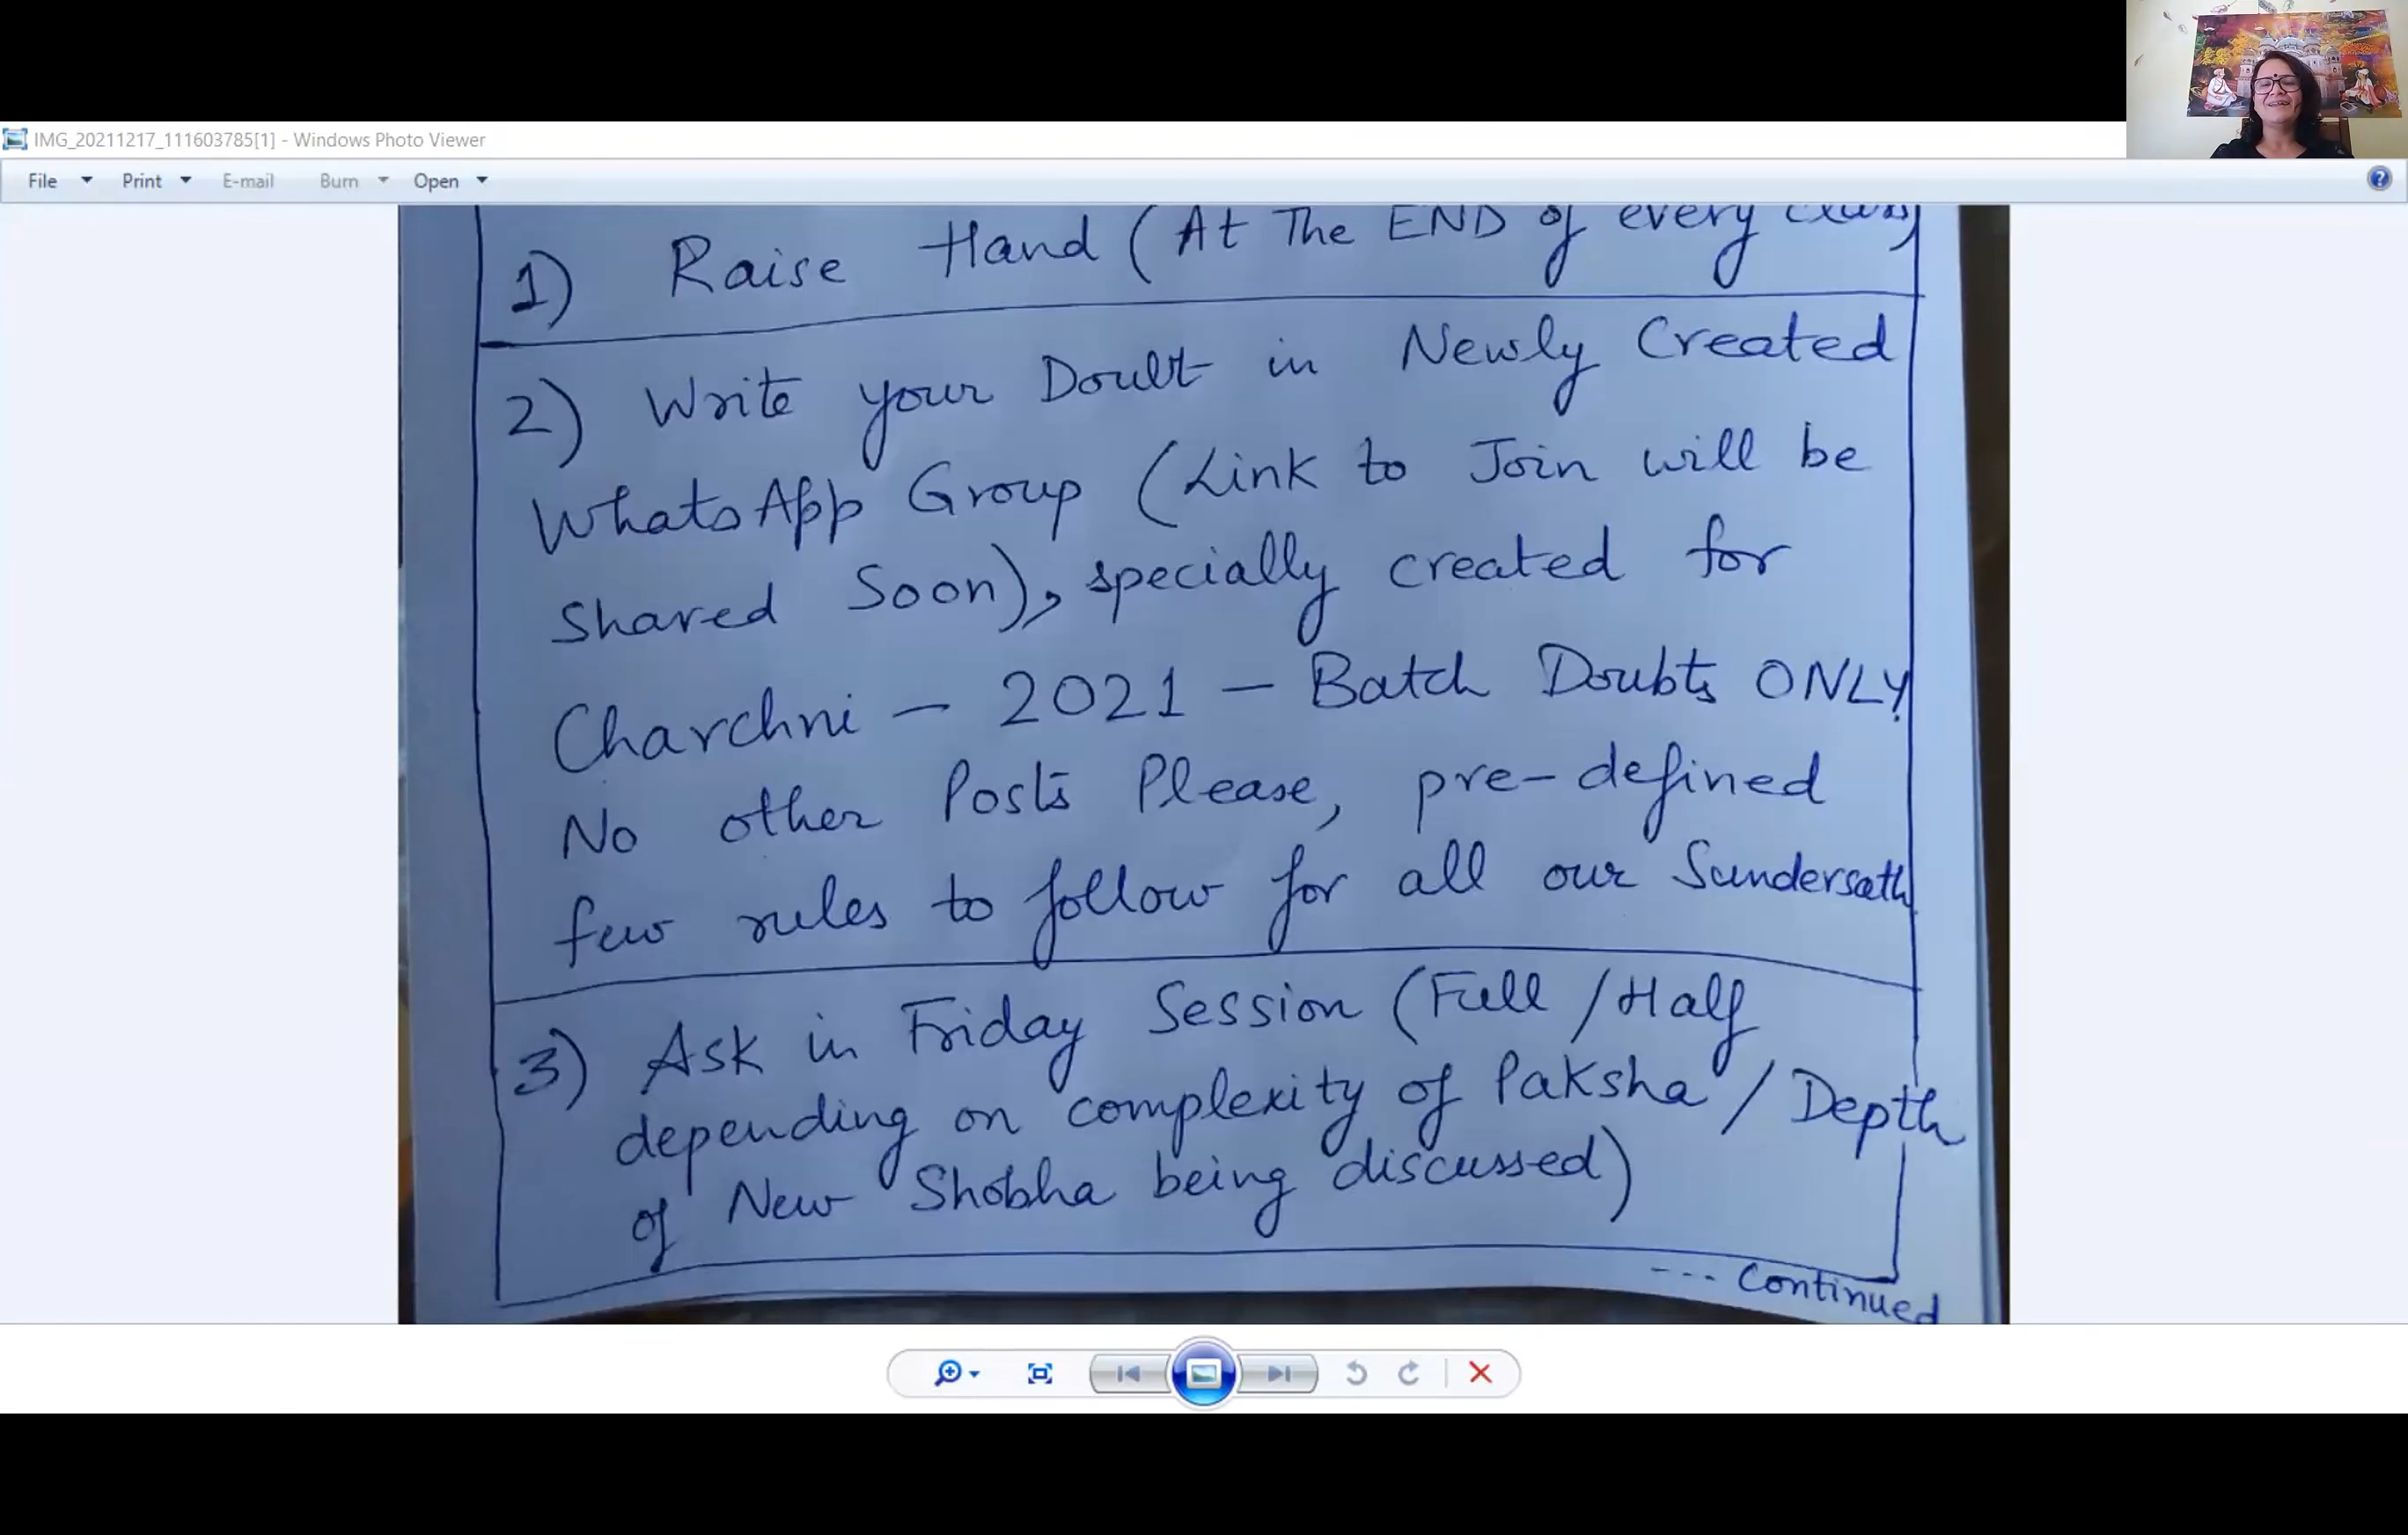 IMG_20211217_111603785[1] - Windows Photo Viewer
File Print E-mail Burn Open
1) Raise Hand (At The END of every class)
2) Write your Doubt in Newly Created
WhatsApp Group (Link to Join will be
shared Soon), specially created for
Charchni - 2021 - Batch Doubts ONLY.
No other Posts Please, pre-defined
few rules to follow for all our Sundersath
3) Ask in Friday Session (Full / Half
depending on complexity of Paksha / Depth
of New Shobha being discussed)
--- Continued